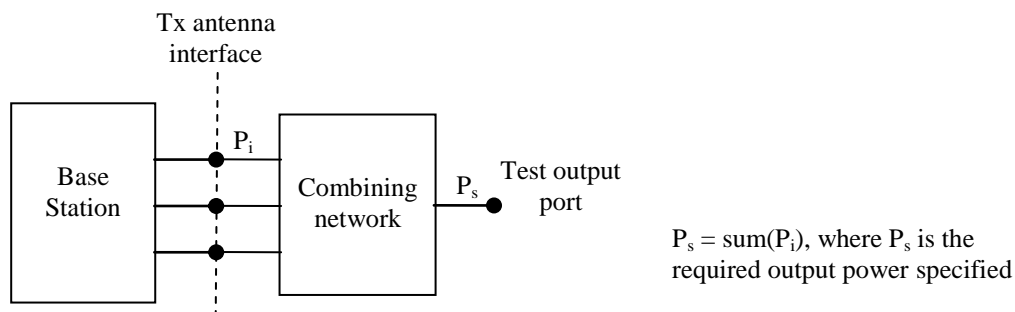 Tx antenna
interface
P_i
Base
Station
Combining
network
P_s
Test output
port
P_s = sum(P_i), where P_s is the
required output power specified